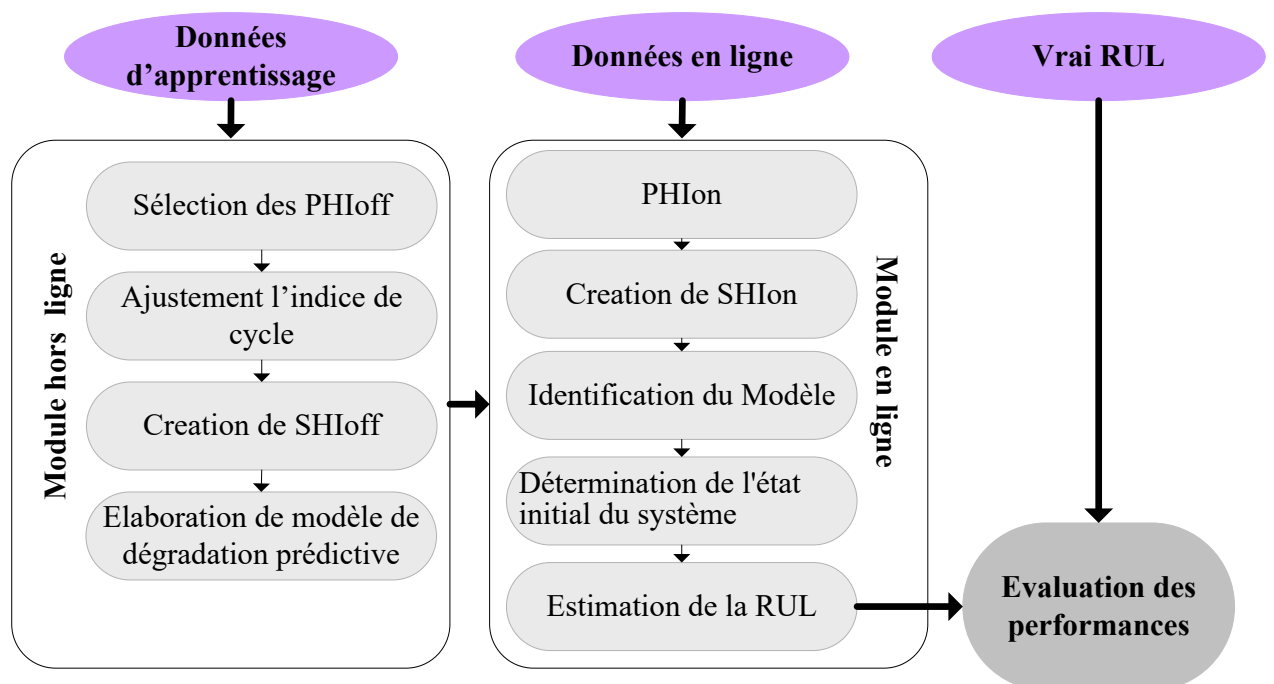 Données
d’apprentissage
Données en ligne
Vrai RUL
Module hors ligne
Sélection des PHIoff
Ajustement l’indice de
cycle
Creation de SHIoff
Elaboration de modèle de
dégradation prédictive
PHIon
Creation de SHIon
Identification du Modèle
Détermination de l'état
initial du système
Estimation de la RUL
Module en ligne
Evaluation des
performances